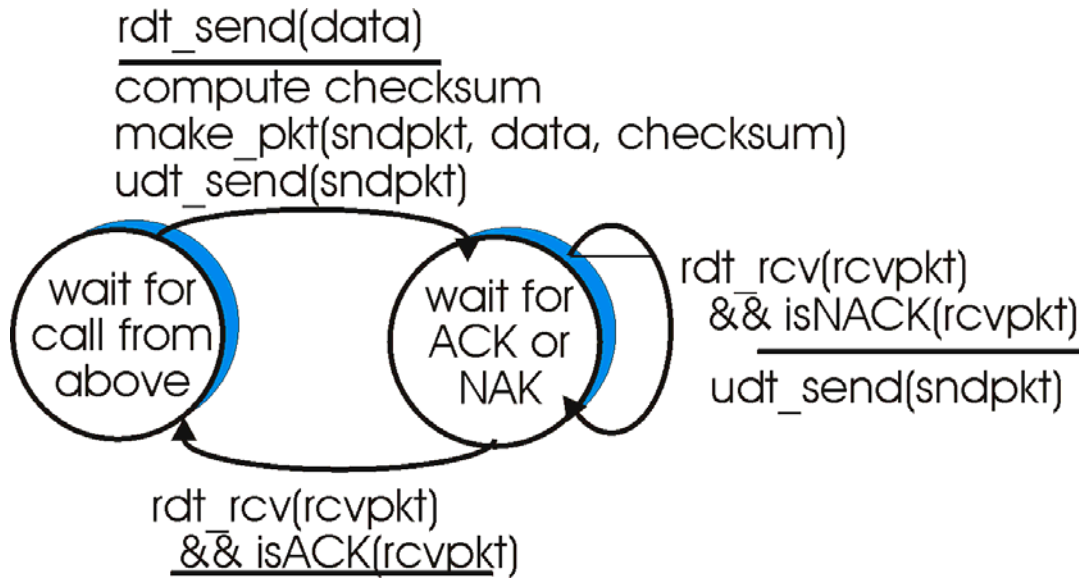 rdt_send(data)
compute checksum
make_pkt(sndpkt, data, checksum)
udt_send(sndpkt)
wait for
call from
above
wait for
ACK or
NAK
rdt_rcv(rcvpkt)
&& isNACK(rcvpkt)
udt_send(sndpkt)
rdt_rcv(rcvpkt)
&& isACK(rcvpkt)